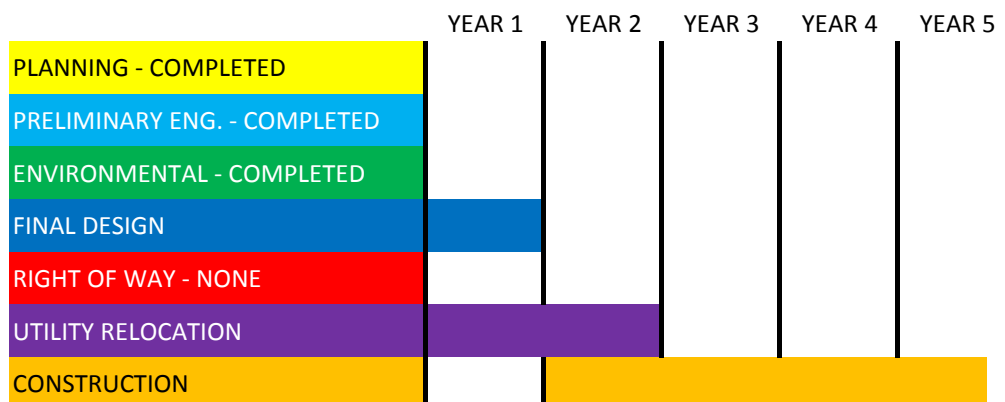 YEAR 1 YEAR 2 YEAR 3 YEAR 4 YEAR 5
PLANNING - COMPLETED
PRELIMINARY ENG. - COMPLETED
ENVIRONMENTAL - COMPLETED
FINAL DESIGN
RIGHT OF WAY - NONE
UTILITY RELOCATION
CONSTRUCTION